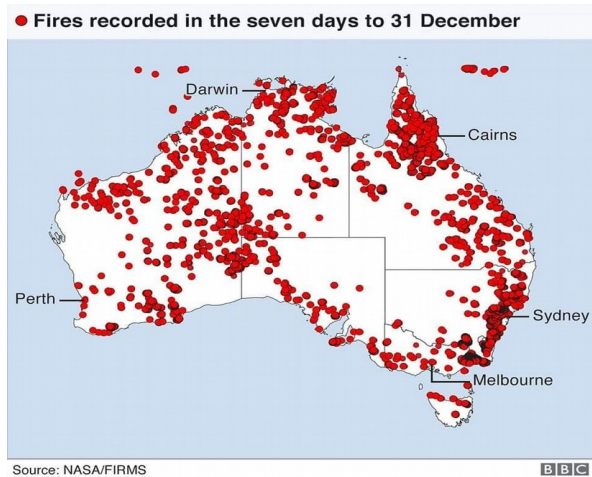 Fires recorded in the seven days to 31 December
Darwin
Cairns
Perth
Sydney
Melbourne
Source: NASA/FIRMS
BBC